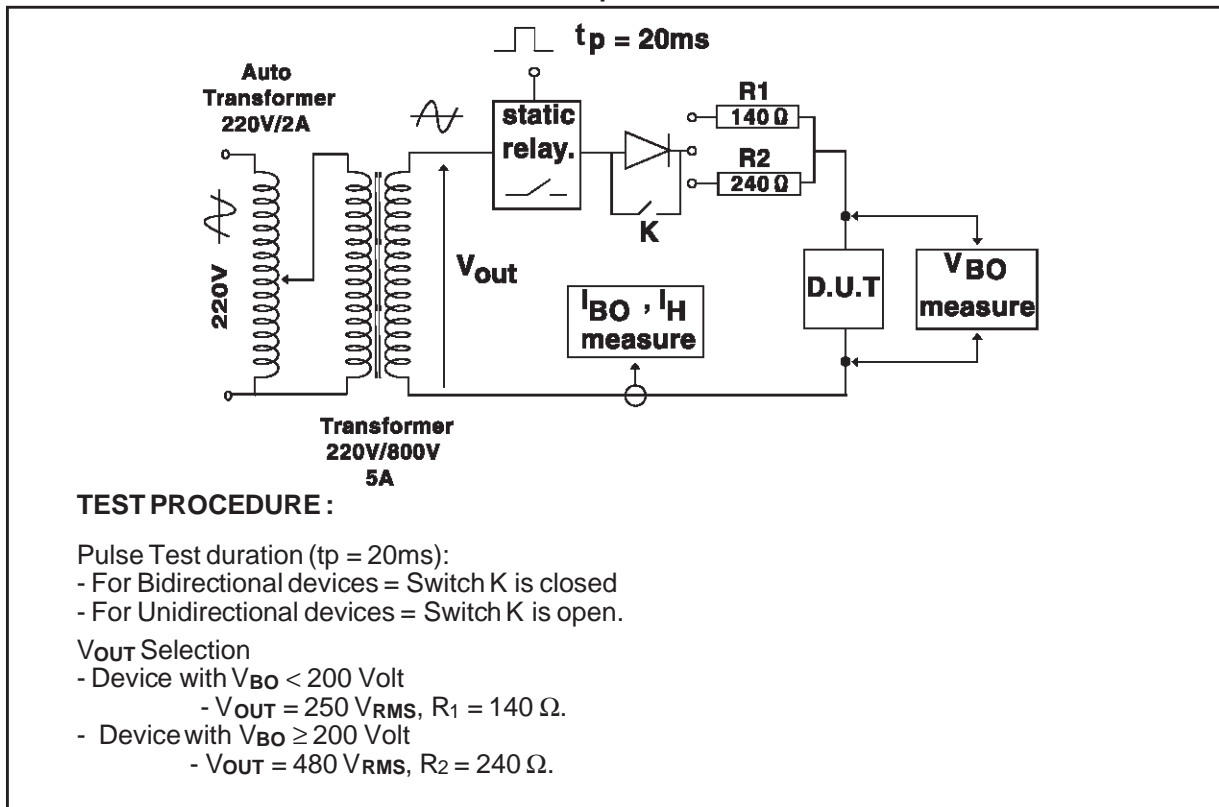 tp = 20ms
Auto
Transformer
220V/2A
static
relay.
R1
140 Ω
R2
240 Ω
K
220V
Vout
IBO , IH
measure
D.U.T
VBO
measure
Transformer
220V/800V
5A
TEST PROCEDURE :
Pulse Test duration (tp = 20ms):
- For Bidirectional devices = Switch K is closed
- For Unidirectional devices = Switch K is open.
VOUT Selection
- Device with VBO < 200 Volt
- VOUT = 250 VRMS, R1 = 140 Ω.
- Device with VBO ≥ 200 Volt
- VOUT = 480 VRMS, R2 = 240 Ω.